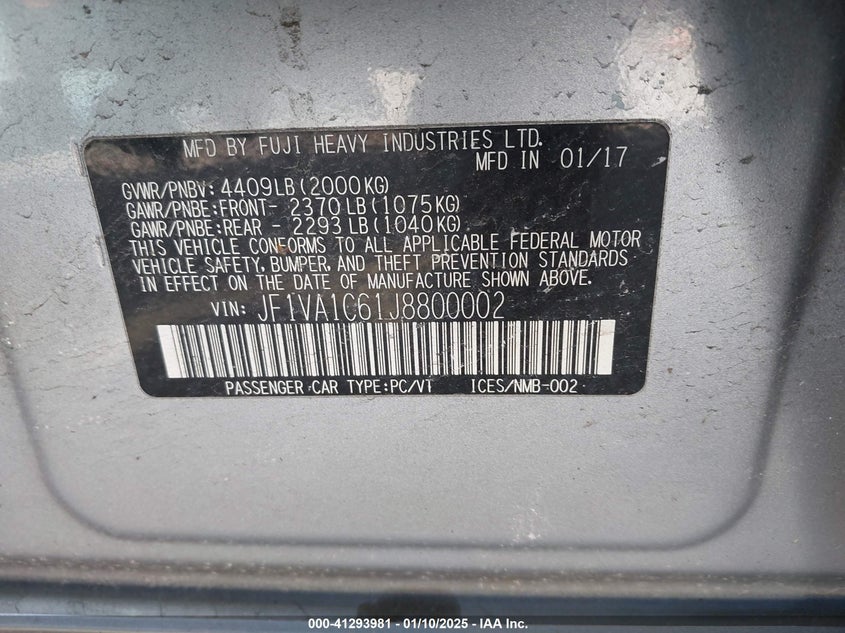 MFD BY FUJI HEAVY INDUSTRIES LTD.
MFD IN 01/17
GVWR/PNBV: 4409LB(2000KG)
GAWR/PNBE:FRONT- 2370LB(1075KG)
GAWR/PNBE:REAR - 2293LB(1040KG)
THIS VEHICLE CONFORMS TO ALL APPLICABLE FEDERAL MOTOR
VEHICLE SAFETY, BUMPER, AND THEFT PREVENTION STANDARDS
IN EFFECT ON THE DATE OF MANUFACTURE SHOWN ABOVE.
VIN: JF1VA1C61J8800002
PASSENGER CAR TYPE:PC/VT ICES/NMB-002
000-41293981 - 01/10/2025 - IAA Inc.